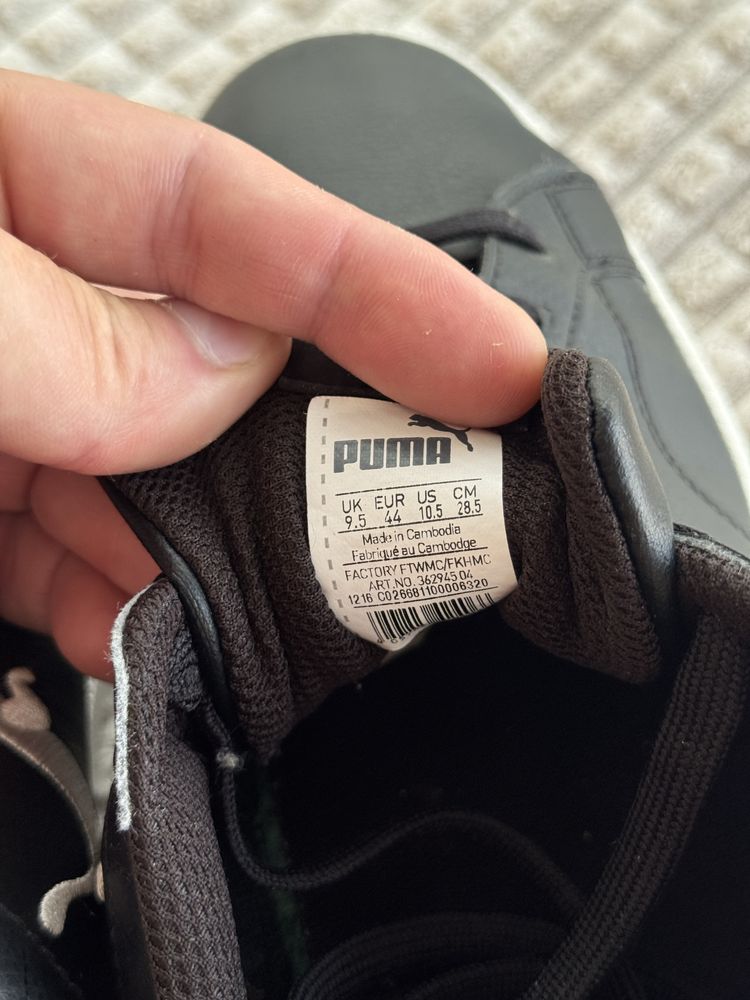 PUMA
UK EUR US CM
9.5 44 10.5 28.5
Made in Cambodia
Fabriqué au Cambodge
FACTORY FTWMC/FKHMC
ART.NO. 362945 04
1216 C026681100006320